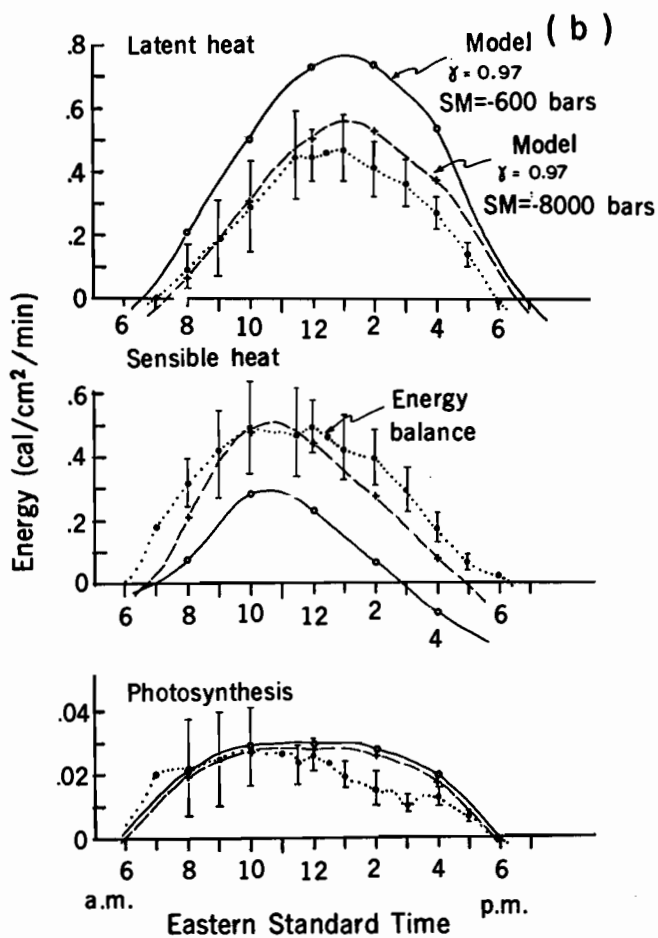 (b)
Latent heat
Model
γ = 0.97
SM=-600 bars
Model
γ = 0.97
SM=-8000 bars
.8
.6
.4
.2
0
6 8 10 12 2 4 6
Sensible heat
Energy balance
.6
.4
.2
0
6 8 10 12 2 4 6
Energy (cal/cm²/min)
Photosynthesis
.04
.02
0
6 8 10 12 2 4 6
a.m. p.m.
Eastern Standard Time